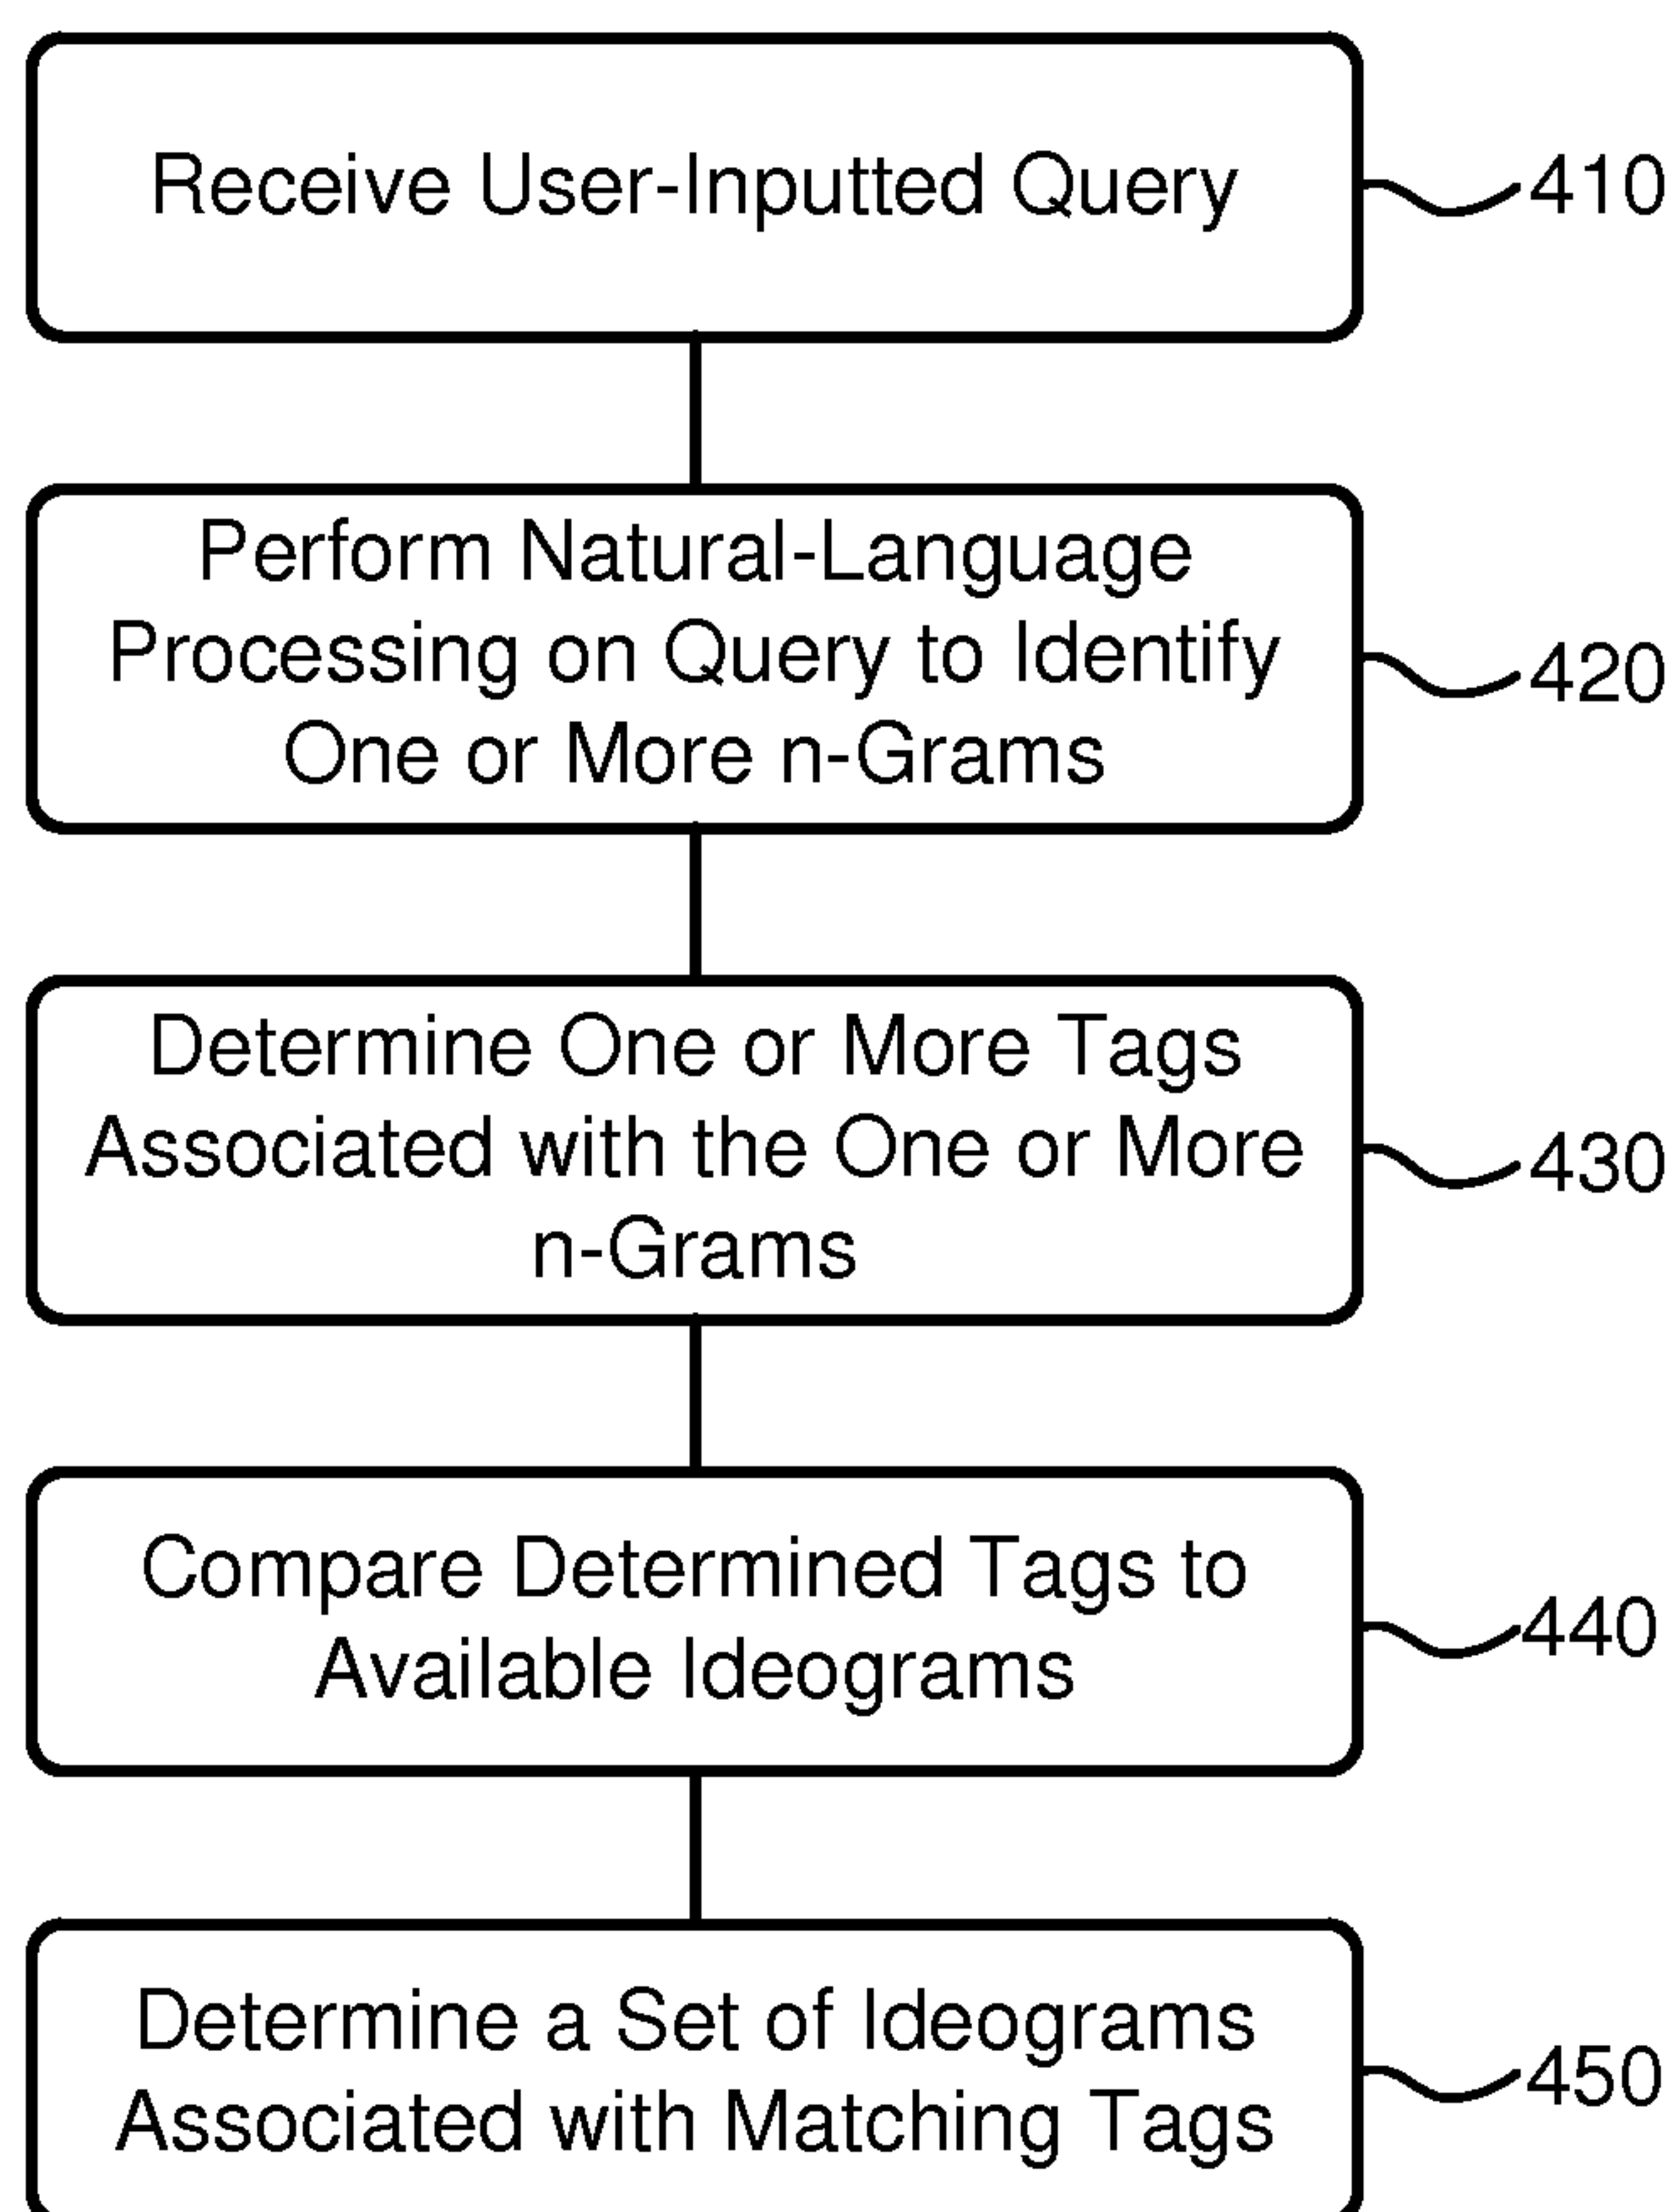 Receive User-Inputted Query
410
Perform Natural-Language
Processing on Query to Identify
One or More n-Grams
420
Determine One or More Tags
Associated with the One or More
n-Grams
430
Compare Determined Tags to
Available Ideograms
440
Determine a Set of Ideograms
Associated with Matching Tags
450